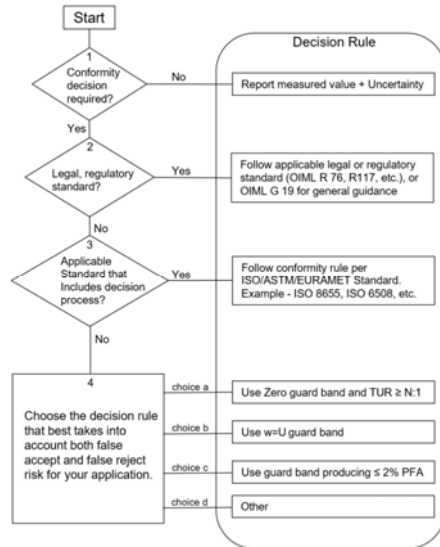 Start
Decision Rule
1
Conformity
decision
required?
No
Report measured value + Uncertainty
Yes
2
Legal, regulatory
standard?
Yes
Follow applicable legal or regulatory
standard (OIML R 76, R117, etc.), or
OIML G 19 for general guidance
No
3
Applicable
Standard that
Includes decision
process?
Yes
Follow conformity rule per
ISO/ASTM/EURAMET Standard.
Example - ISO 8655, ISO 6508, etc.
No
4
Choose the decision rule
that best takes into
account both false
accept and false reject
risk for your application.
choice a
Use Zero guard band and TUR ≥ N:1
choice b
Use w=U guard band
choice c
Use guard band producing ≤ 2% PFA
choice d
Other